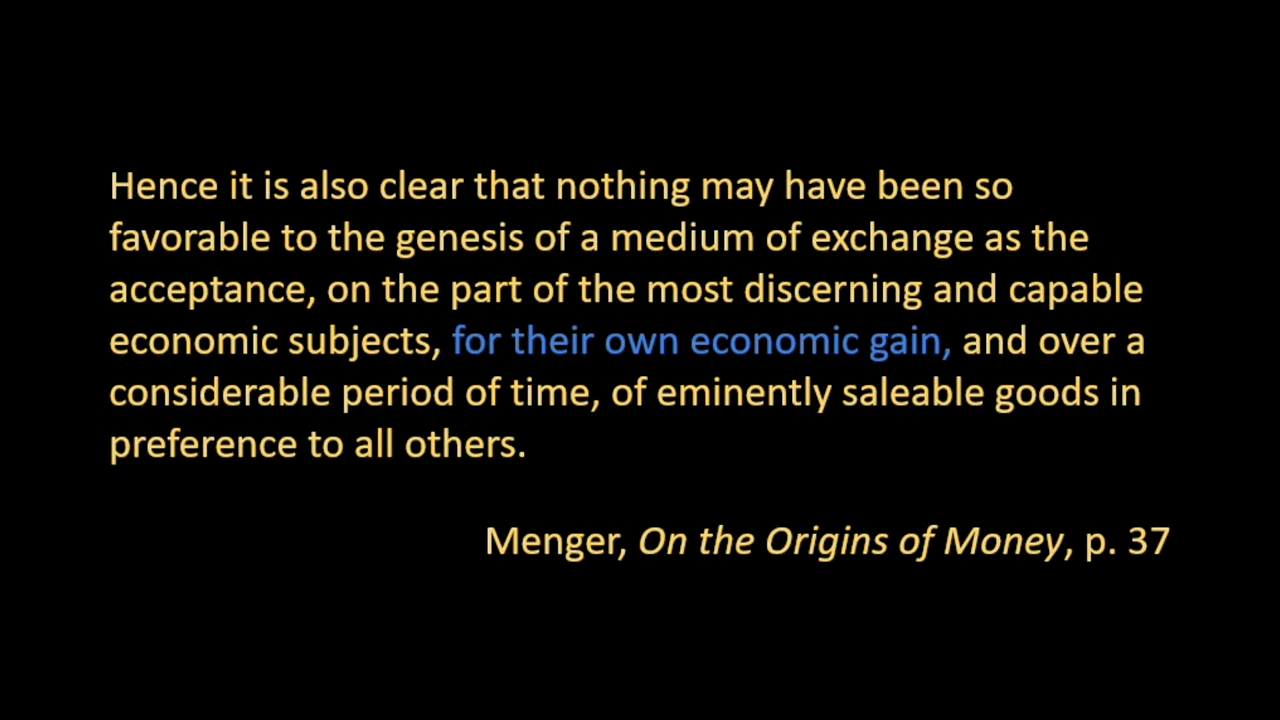 Hence it is also clear that nothing may have been so
favorable to the genesis of a medium of exchange as the
acceptance, on the part of the most discerning and capable
economic subjects, for their own economic gain, and over a
considerable period of time, of eminently saleable goods in
preference to all others.
Menger, On the Origins of Money, p. 37